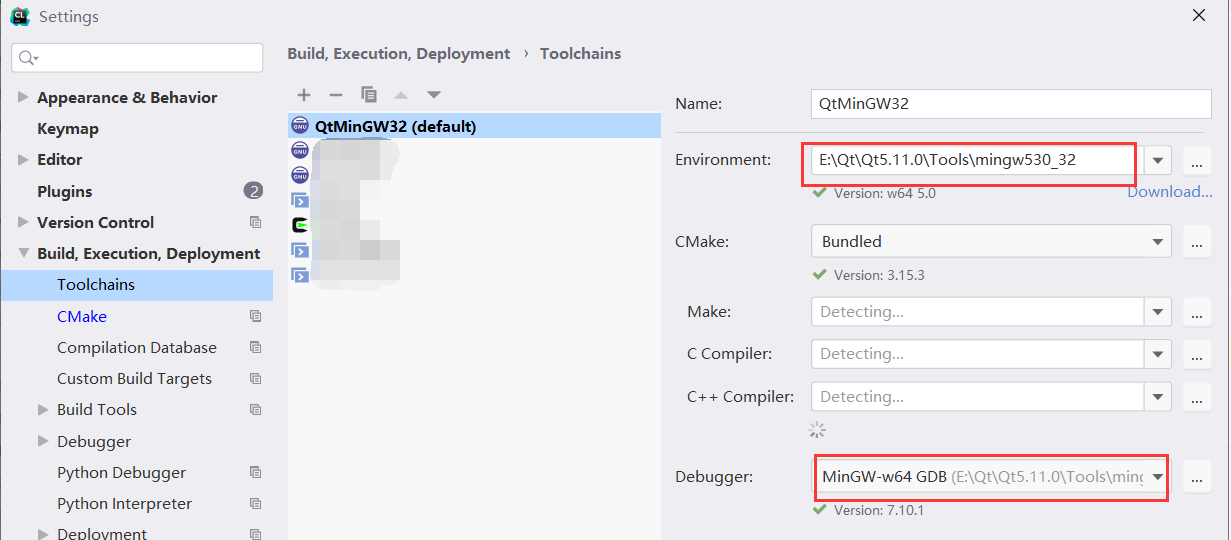 Settings
Build, Execution, Deployment › Toolchains
Appearance & Behavior
Keymap
Editor
Plugins 2
Version Control
Build, Execution, Deployment
Toolchains
CMake
Compilation Database
Custom Build Targets
Build Tools
Debugger
Python Debugger
Python Interpreter
Deployment
QtMinGW32 (default)
Name: QtMinGW32
Environment: E:\Qt\Qt5.11.0\Tools\mingw530_32 ...
Version: w64 5.0 Download...
CMake: Bundled ...
Version: 3.15.3
Make: Detecting... ...
C Compiler: Detecting... ...
C++ Compiler: Detecting... ...
Debugger: MinGW-w64 GDB (E:\Qt\Qt5.11.0\Tools\ming ...
Version: 7.10.1